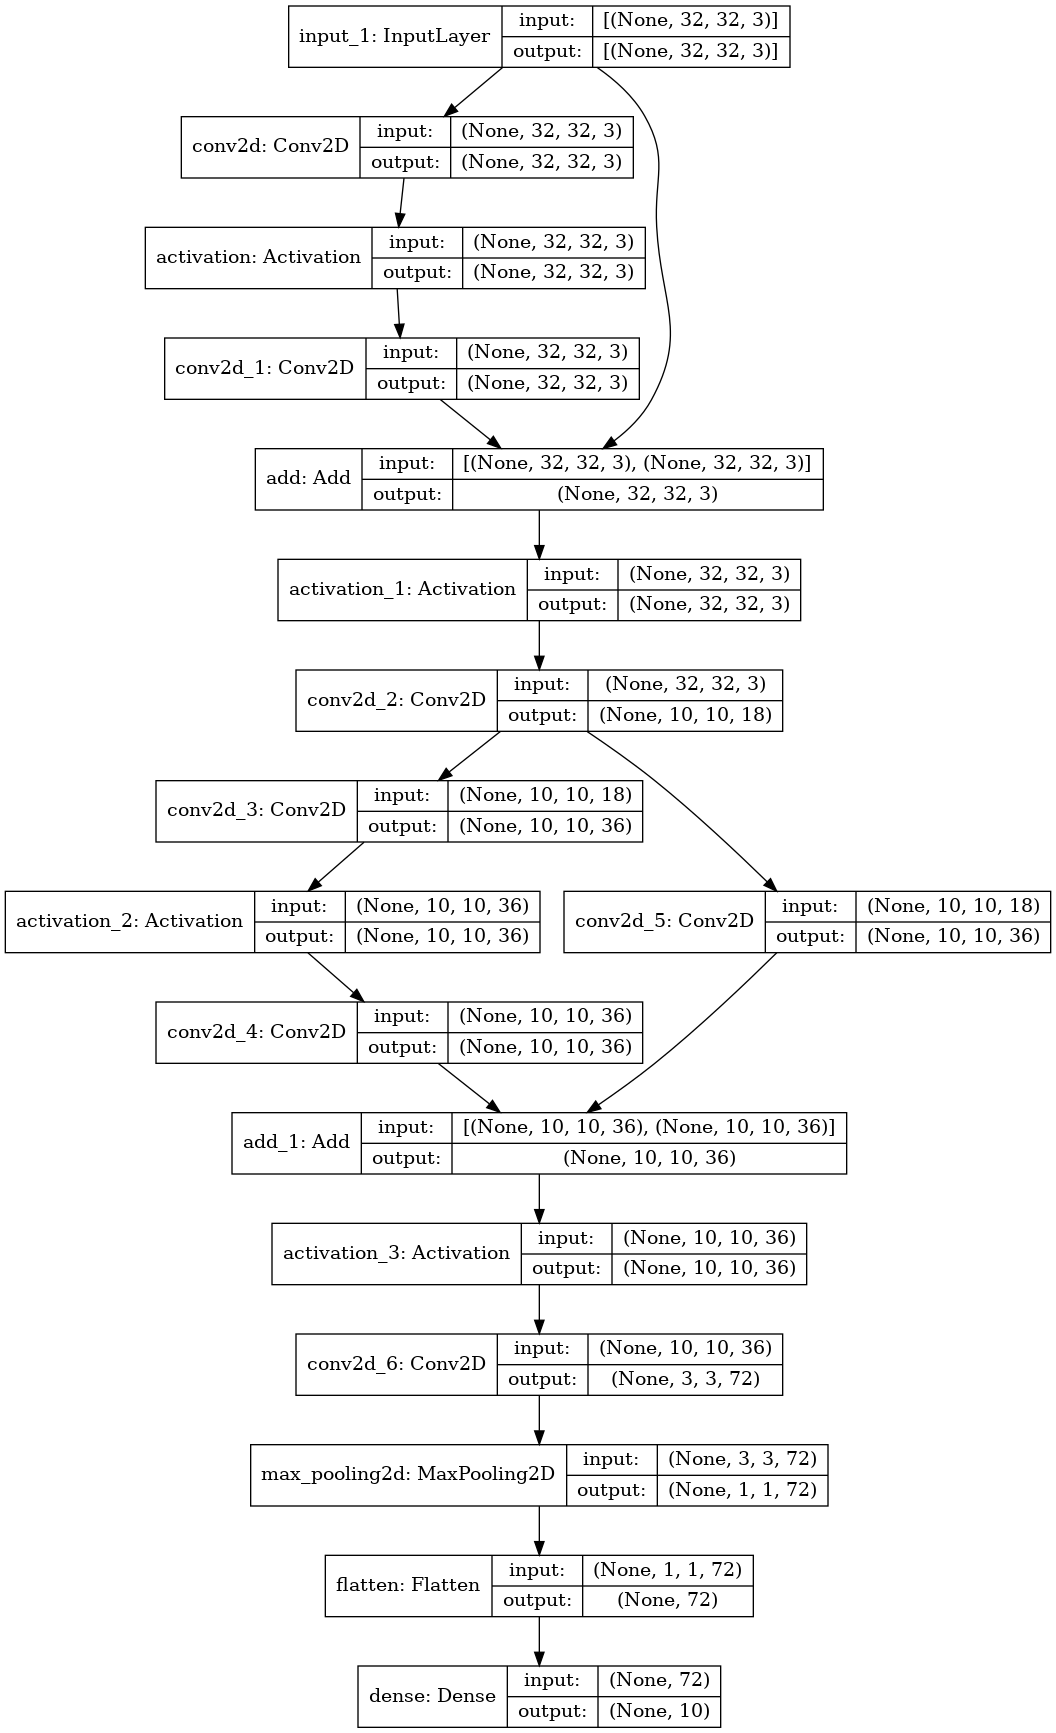 input_1: InputLayer
input: [(None, 32, 32, 3)]
output: [(None, 32, 32, 3)]
conv2d: Conv2D
input: (None, 32, 32, 3)
output: (None, 32, 32, 3)
activation: Activation
input: (None, 32, 32, 3)
output: (None, 32, 32, 3)
conv2d_1: Conv2D
input: (None, 32, 32, 3)
output: (None, 32, 32, 3)
add: Add
input: [(None, 32, 32, 3), (None, 32, 32, 3)]
output: (None, 32, 32, 3)
activation_1: Activation
input: (None, 32, 32, 3)
output: (None, 32, 32, 3)
conv2d_2: Conv2D
input: (None, 32, 32, 3)
output: (None, 10, 10, 18)
conv2d_3: Conv2D
input: (None, 10, 10, 18)
output: (None, 10, 10, 36)
activation_2: Activation
input: (None, 10, 10, 36)
output: (None, 10, 10, 36)
conv2d_5: Conv2D
input: (None, 10, 10, 18)
output: (None, 10, 10, 36)
conv2d_4: Conv2D
input: (None, 10, 10, 36)
output: (None, 10, 10, 36)
add_1: Add
input: [(None, 10, 10, 36), (None, 10, 10, 36)]
output: (None, 10, 10, 36)
activation_3: Activation
input: (None, 10, 10, 36)
output: (None, 10, 10, 36)
conv2d_6: Conv2D
input: (None, 10, 10, 36)
output: (None, 3, 3, 72)
max_pooling2d: MaxPooling2D
input: (None, 3, 3, 72)
output: (None, 1, 1, 72)
flatten: Flatten
input: (None, 1, 1, 72)
output: (None, 72)
dense: Dense
input: (None, 72)
output: (None, 10)